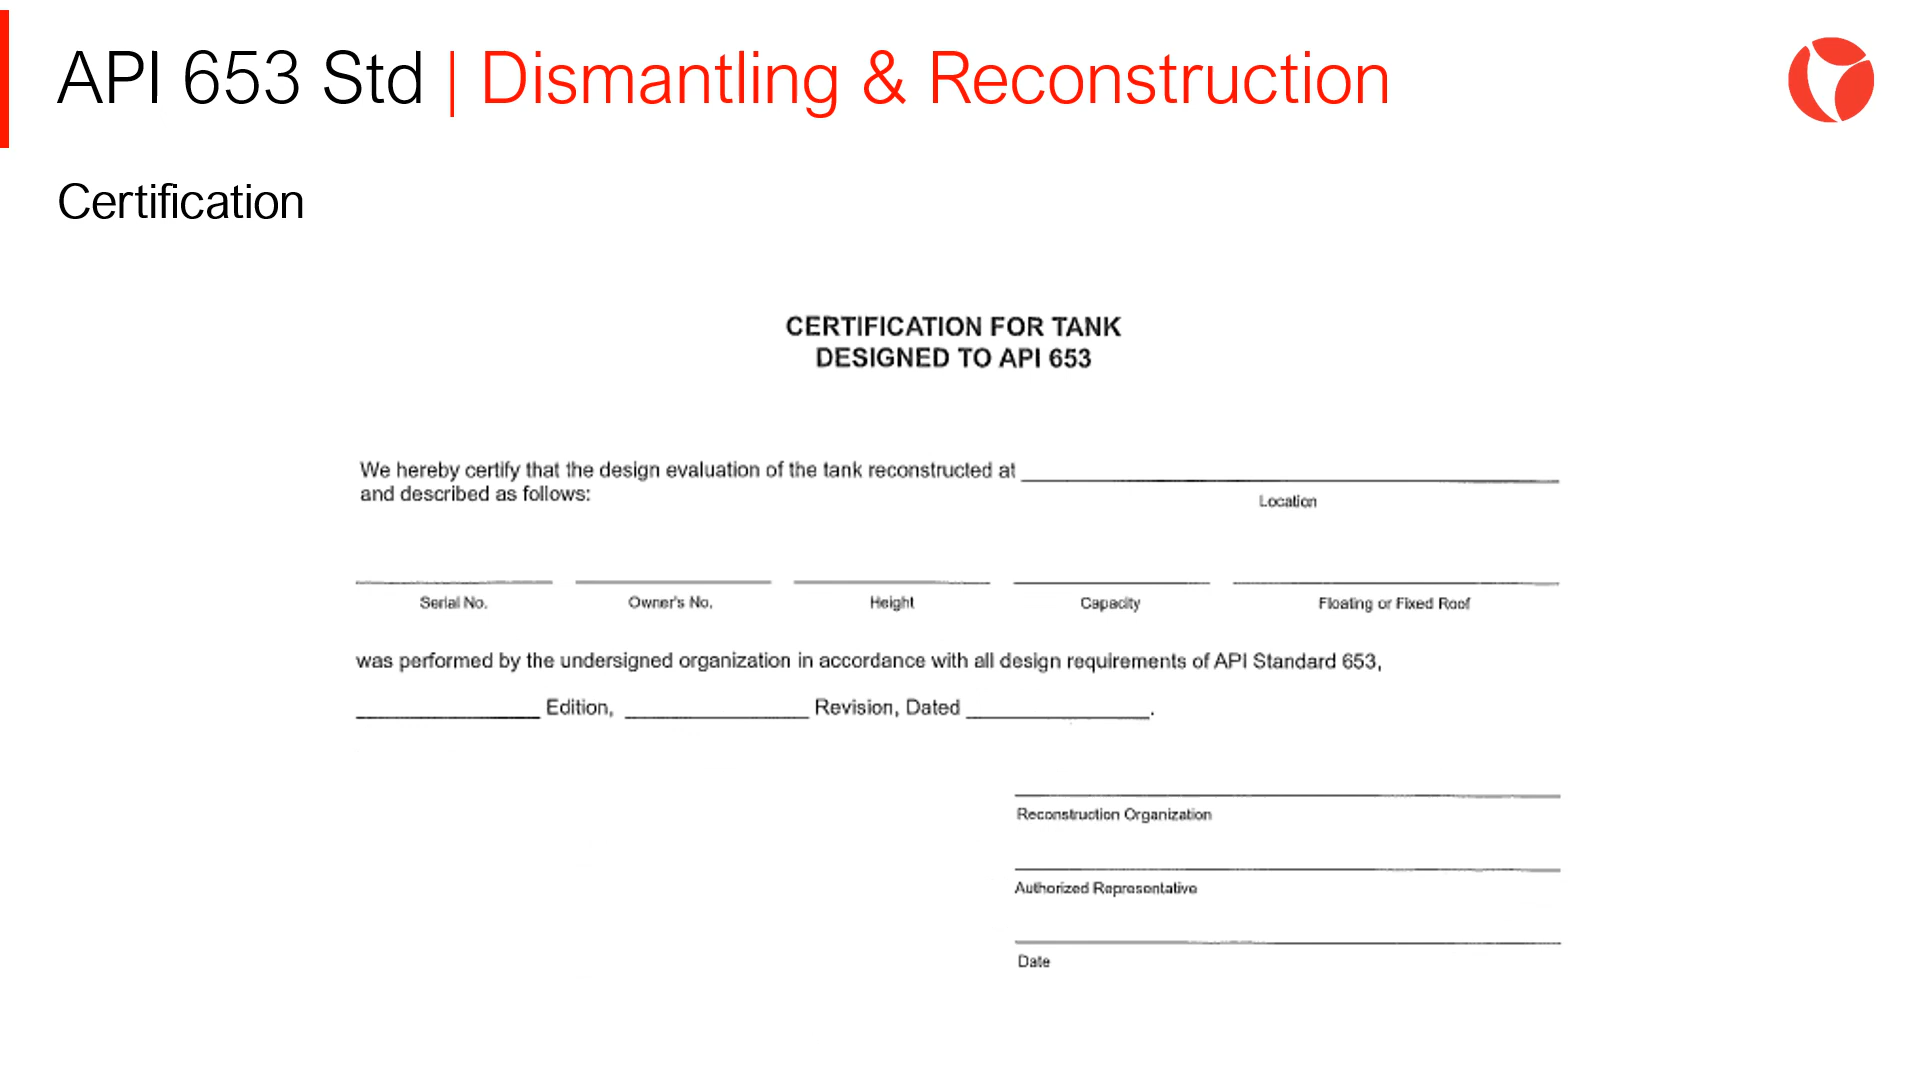 API 653 Std | Dismantling & Reconstruction
Certification
CERTIFICATION FOR TANK
DESIGNED TO API 653
We hereby certify that the design evaluation of the tank reconstructed at
and described as follows:
Location
Serial No. Owner's No. Height Capacity Floating or Fixed Roof
was performed by the undersigned organization in accordance with all design requirements of API Standard 653,
Edition, Revision, Dated .
Reconstruction Organization
Authorized Representative
Date